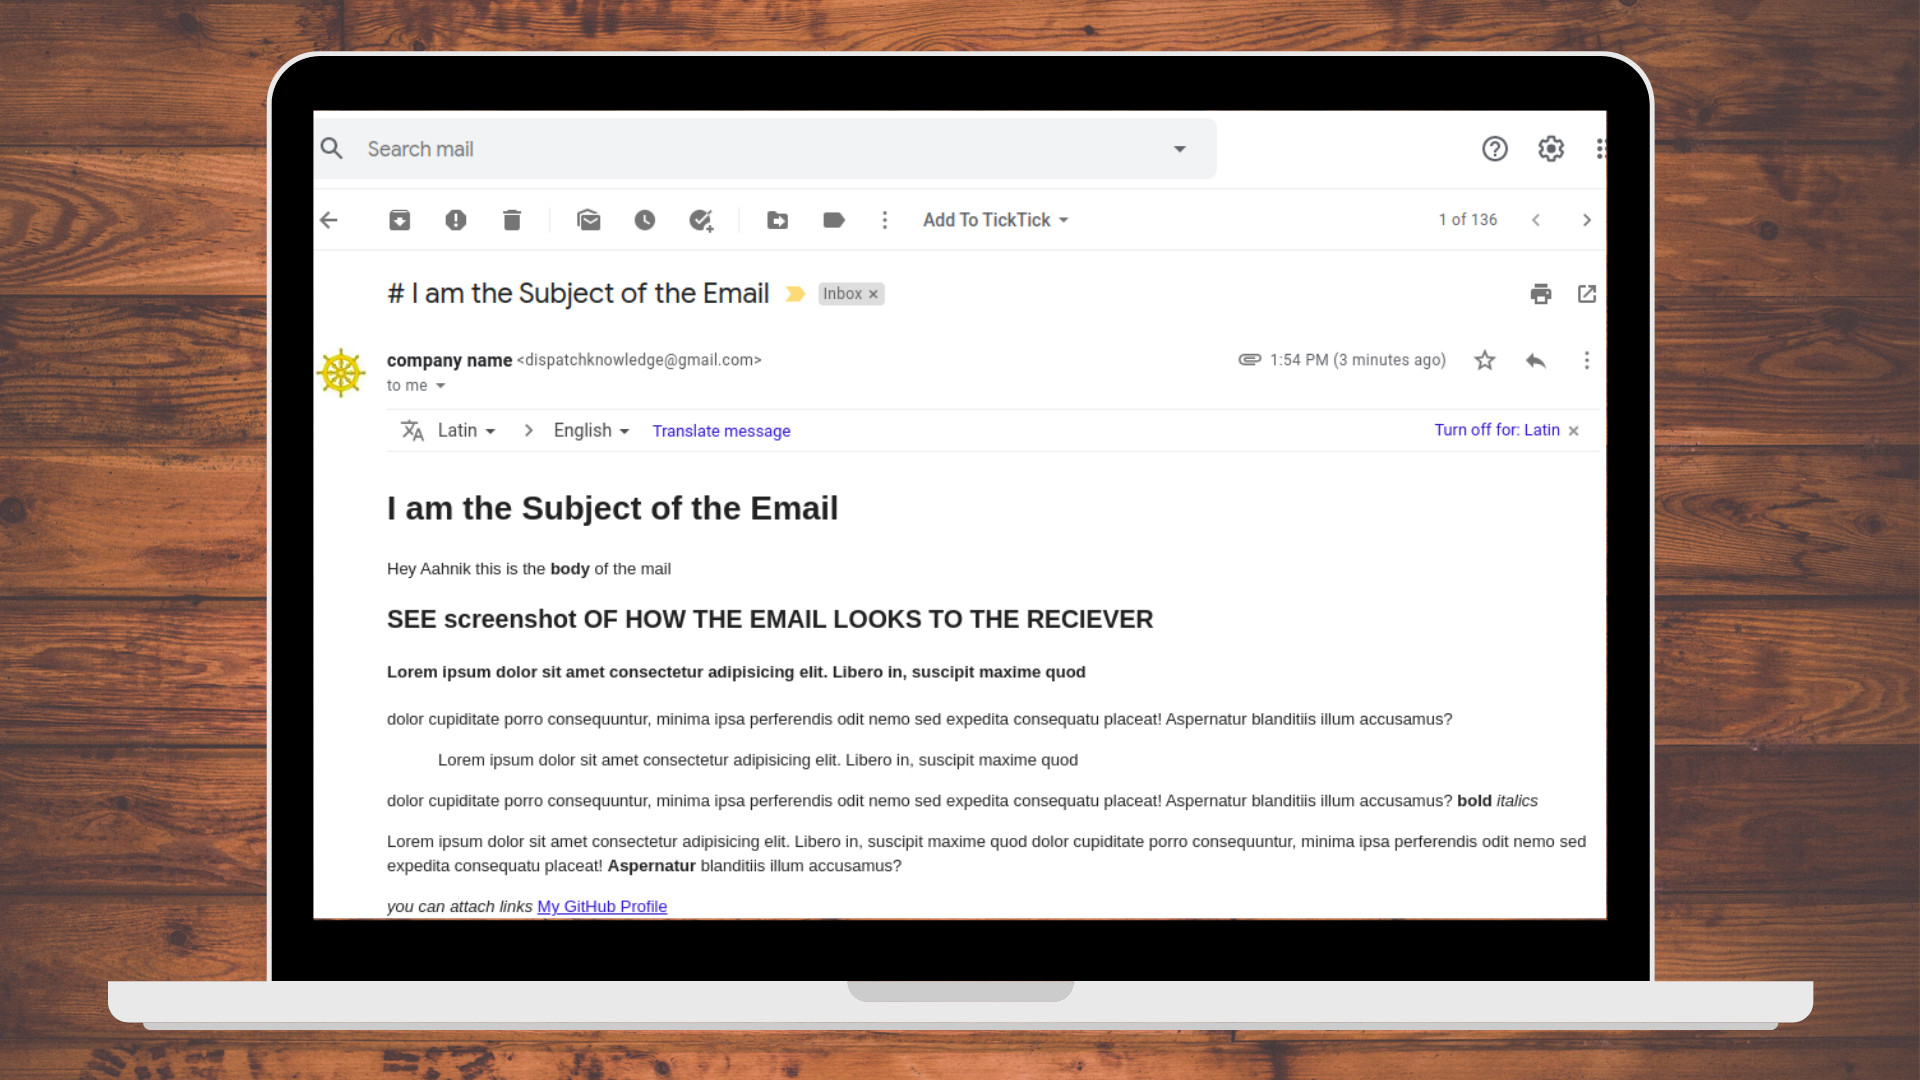 Search mail
Add To TickTick
1 of 136
# I am the Subject of the Email
Inbox ×
company name <dispatchknowledge@gmail.com>
1:54 PM (3 minutes ago)
to me
Latin
English
Translate message
Turn off for: Latin ×
I am the Subject of the Email
Hey Aahnik this is the body of the mail
SEE screenshot OF HOW THE EMAIL LOOKS TO THE RECIEVER
Lorem ipsum dolor sit amet consectetur adipisicing elit. Libero in, suscipit maxime quod
dolor cupiditate porro consequuntur, minima ipsa perferendis odit nemo sed expedita consequatu placeat! Aspernatur blanditiis illum accusamus?
Lorem ipsum dolor sit amet consectetur adipisicing elit. Libero in, suscipit maxime quod
dolor cupiditate porro consequuntur, minima ipsa perferendis odit nemo sed expedita consequatu placeat! Aspernatur blanditiis illum accusamus? bold italics
Lorem ipsum dolor sit amet consectetur adipisicing elit. Libero in, suscipit maxime quod dolor cupiditate porro consequuntur, minima ipsa perferendis odit nemo sed
expedita consequatu placeat! Aspernatur blanditiis illum accusamus?
you can attach links My GitHub Profile